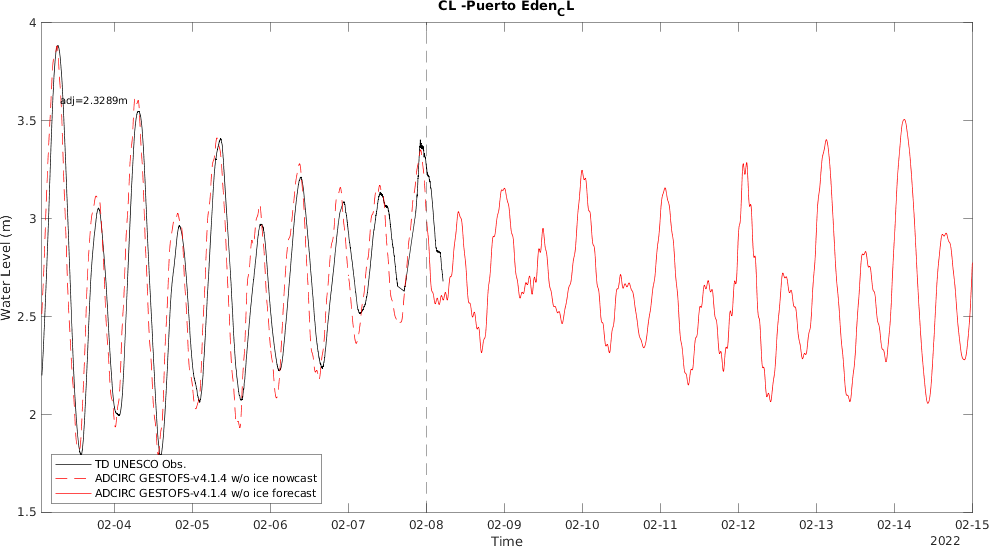 CL -Puerto Eden_CL
4
3.5
3
2.5
2
1.5
Water Level (m)
adj=2.3289m
TD UNESCO Obs.
ADCIRC GESTOFS-v4.1.4 w/o ice nowcast
ADCIRC GESTOFS-v4.1.4 w/o ice forecast
02-04 02-05 02-06 02-07 02-08 02-09 02-10 02-11 02-12 02-13 02-14 02-15
Time
2022